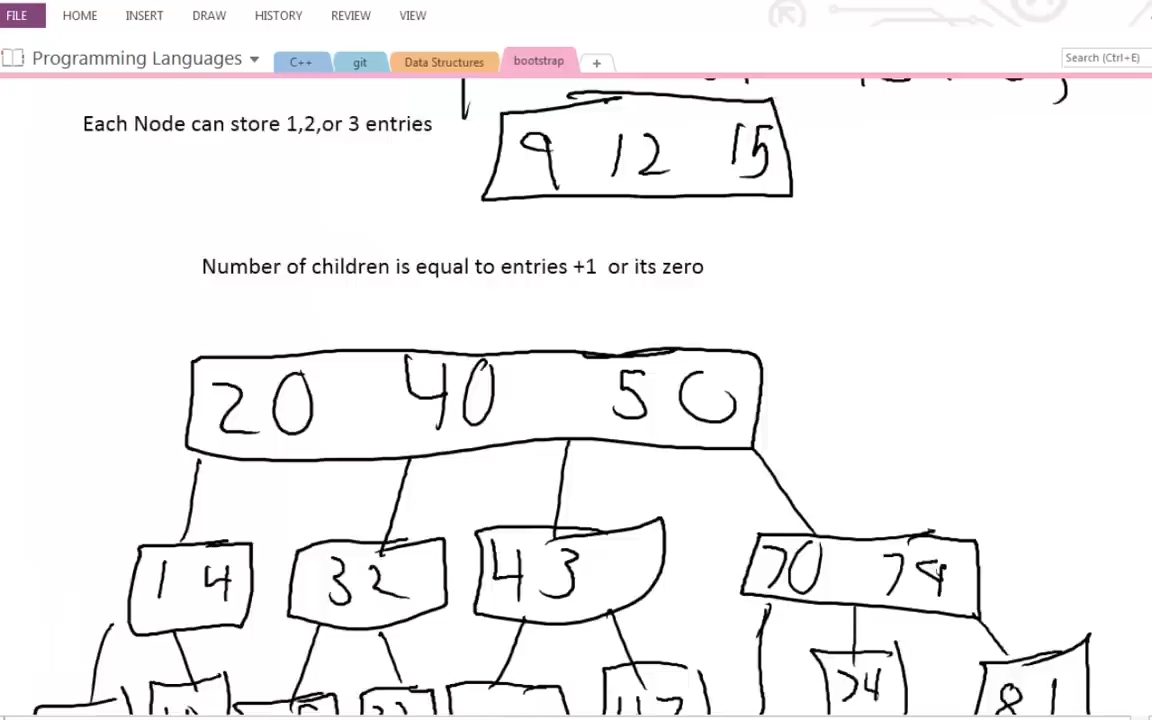 FILE HOME INSERT DRAW HISTORY REVIEW VIEW
Programming Languages C++ git Data Structures bootstrap + Search (Ctrl+E)
Each Node can store 1,2,or 3 entries
9 12 15
Number of children is equal to entries +1 or its zero
20 40 50
14 32 43 70 79
74 81